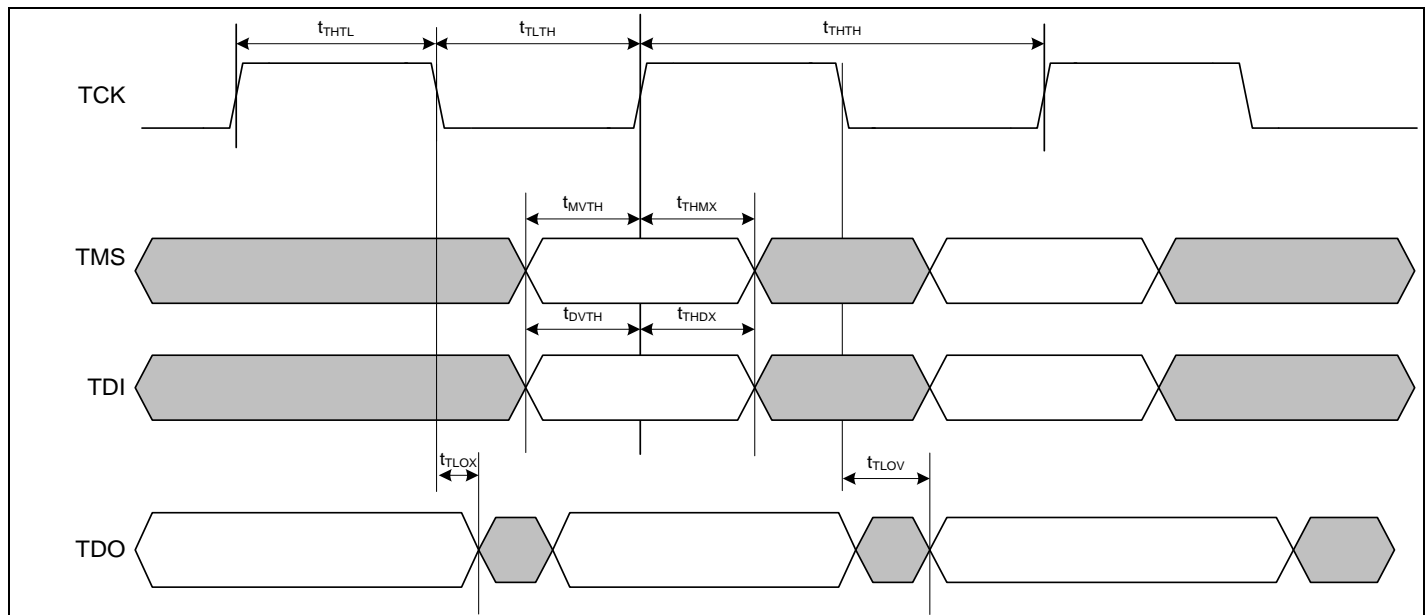 tTHTL tTLTH tTHTH
TCK
tMVTH tTHMX
TMS
tDVTH tTHDX
TDI
tTLOX tTLOV
TDO